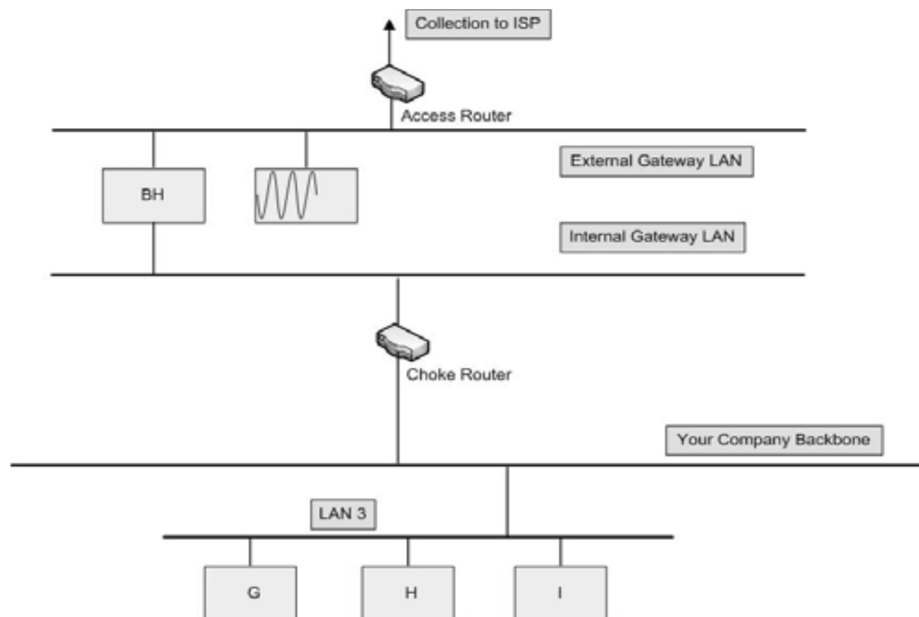 Collection to ISP
Access Router
External Gateway LAN
BH
Internal Gateway LAN
Choke Router
Your Company Backbone
LAN 3
G
H
I